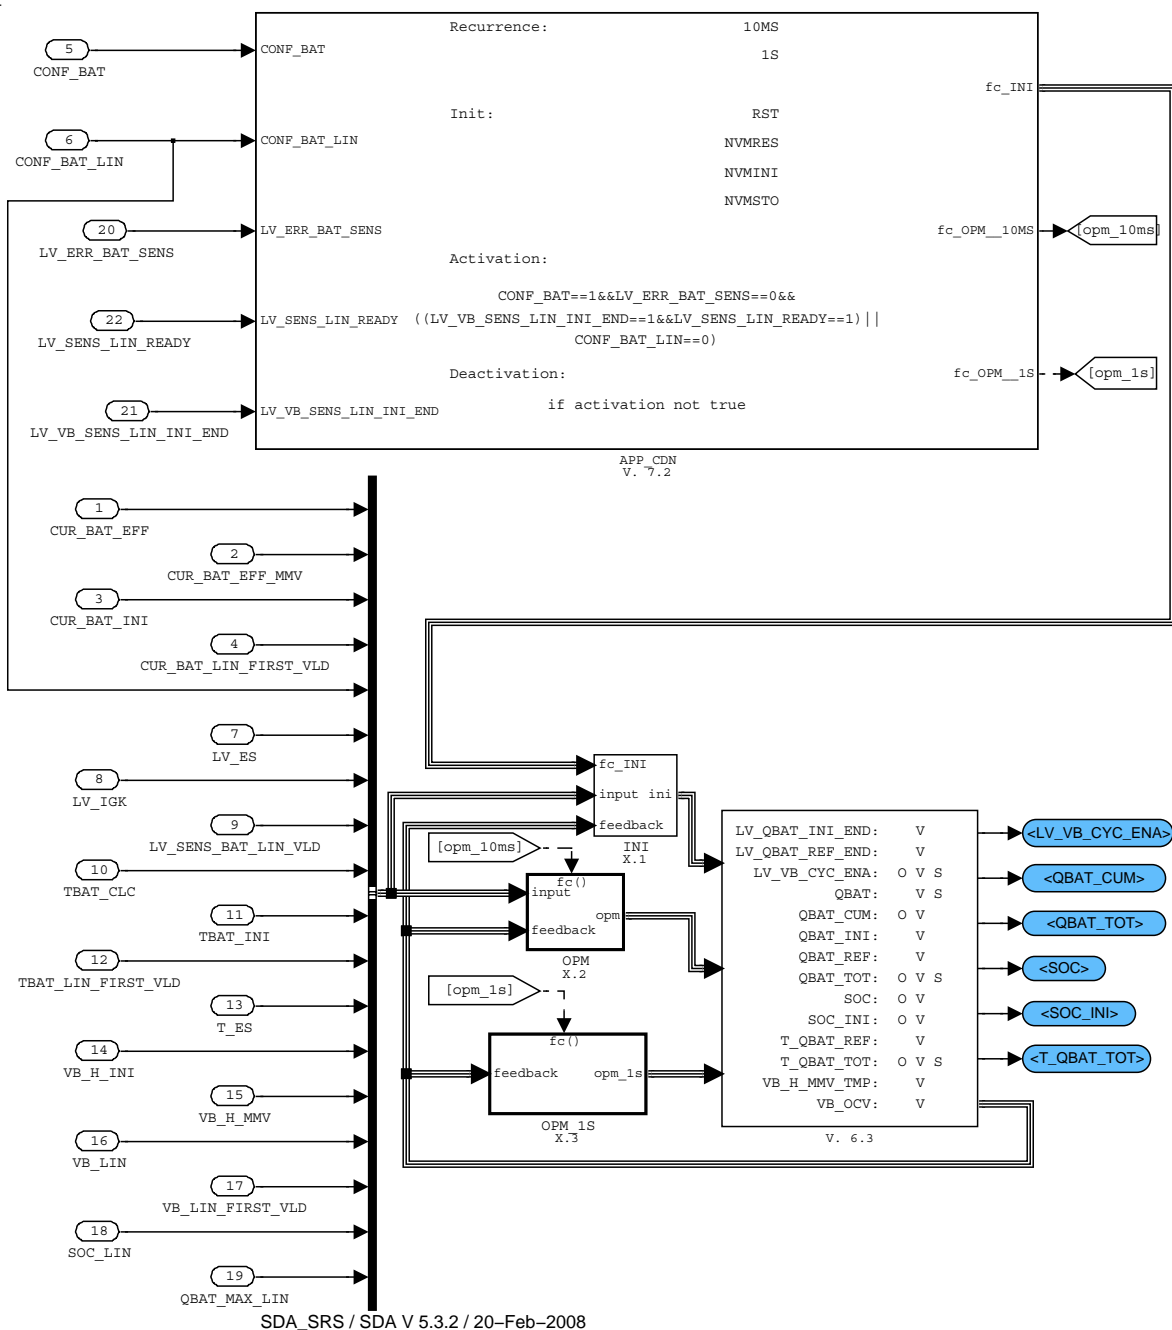 Recurrence: 10MS
1S
5
CONF_BAT
CONF_BAT
fc_INI
Init: RST
6
CONF_BAT_LIN
CONF_BAT_LIN
NVMRES
NVMINI
NVMSTO
20
LV_ERR_BAT_SENS
LV_ERR_BAT_SENS
fc_OPM__10MS
[opm_10ms]
Activation:
CONF_BAT==1&&LV_ERR_BAT_SENS==0&&
((LV_VB_SENS_LIN_INI_END==1&&LV_SENS_LIN_READY==1)||
CONF_BAT_LIN==0)
22
LV_SENS_LIN_READY
LV_SENS_LIN_READY
Deactivation:
if activation not true
fc_OPM__1S
[opm_1s]
21
LV_VB_SENS_LIN_INI_END
LV_VB_SENS_LIN_INI_END
APP_CDN
V. 7.2
1
CUR_BAT_EFF
2
CUR_BAT_EFF_MMV
3
CUR_BAT_INI
4
CUR_BAT_LIN_FIRST_VLD
7
LV_ES
8
LV_IGK
9
LV_SENS_BAT_LIN_VLD
10
TBAT_CLC
11
TBAT_INI
12
TBAT_LIN_FIRST_VLD
13
T_ES
14
VB_H_INI
15
VB_H_MMV
16
VB_LIN
17
VB_LIN_FIRST_VLD
18
SOC_LIN
19
QBAT_MAX_LIN
fc_INI
input ini
feedback
INI
X.1
[opm_10ms]
fc()
input
opm
feedback
OPM
X.2
[opm_1s]
fc()
feedback opm_1s
OPM_1S
X.3
LV_QBAT_INI_END: V
LV_QBAT_REF_END: V
LV_VB_CYC_ENA: O V S
QBAT: V S
QBAT_CUM: O V
QBAT_INI: V
QBAT_REF: V
QBAT_TOT: O V S
SOC: O V
SOC_INI: O V
T_QBAT_REF: V
T_QBAT_TOT: O V S
VB_H_MMV_TMP: V
VB_OCV: V
V. 6.3
<LV_VB_CYC_ENA>
<QBAT_CUM>
<QBAT_TOT>
<SOC>
<SOC_INI>
<T_QBAT_TOT>
SDA_SRS / SDA V 5.3.2 / 20−Feb−2008